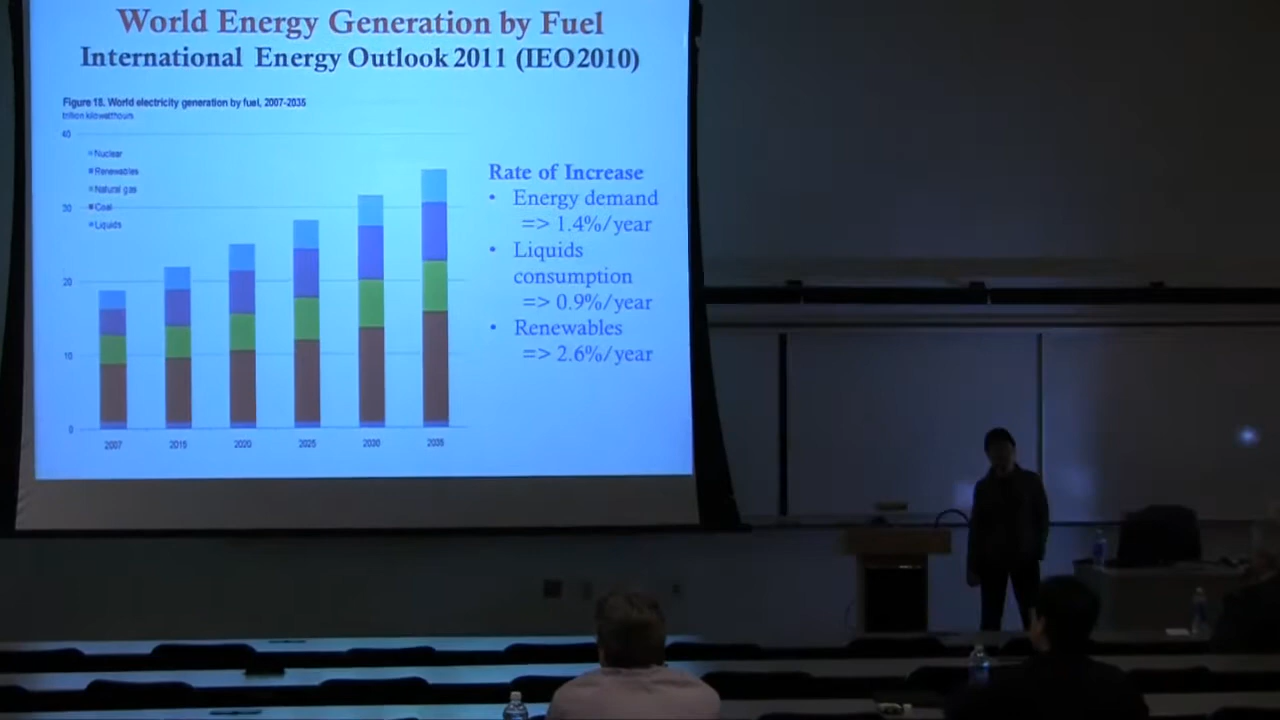 World Energy Generation by Fuel
International Energy Outlook 2011 (IEO2010)
Figure 18. World electricity generation by fuel, 2007-2035
trillion kilowatthours
40
Nuclear
Renewables
Natural gas
30
Coal
Liquids
20
10
0
2007 2015 2020 2025 2030 2035
Rate of Increase
• Energy demand
=> 1.4%/year
• Liquids
consumption
=> 0.9%/year
• Renewables
=> 2.6%/year